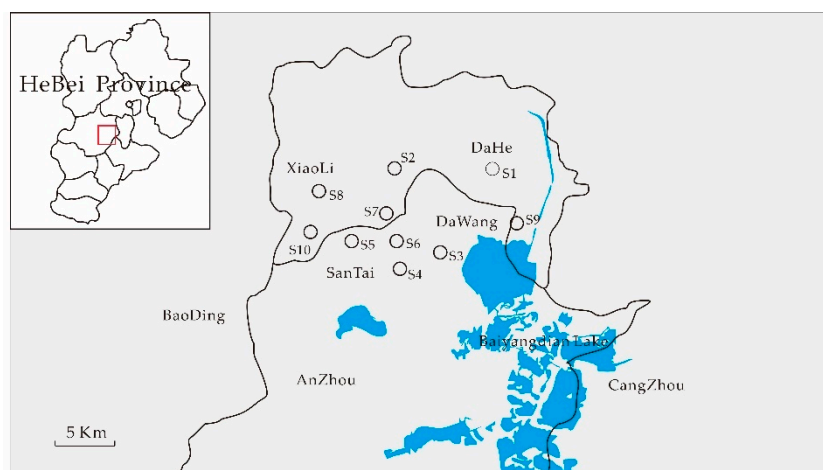 HeBei Province
DaHe
S2
XiaoLi
S1
S8
S7
DaWang
S9
S10
S5
S6
S3
SanTai
S4
BaoDing
Baiyangdian Lake
AnZhou
CangZhou
5 Km